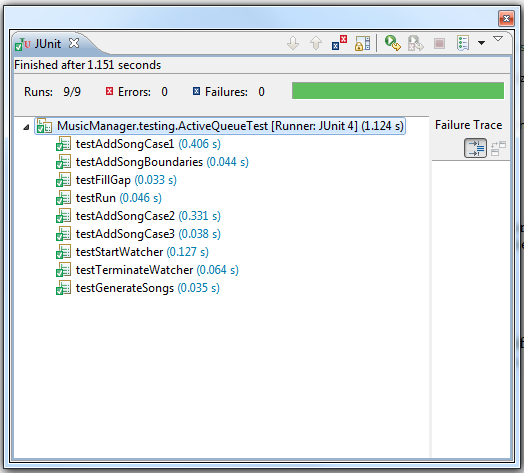 JUnit
Finished after 1.151 seconds
Runs: 9/9 Errors: 0 Failures: 0
MusicManager.testing.ActiveQueueTest [Runner: JUnit 4] (1.124 s)
Failure Trace
testAddSongCase1 (0.406 s)
testAddSongBoundaries (0.044 s)
testFillGap (0.033 s)
testRun (0.046 s)
testAddSongCase2 (0.331 s)
testAddSongCase3 (0.038 s)
testStartWatcher (0.127 s)
testTerminateWatcher (0.064 s)
testGenerateSongs (0.035 s)